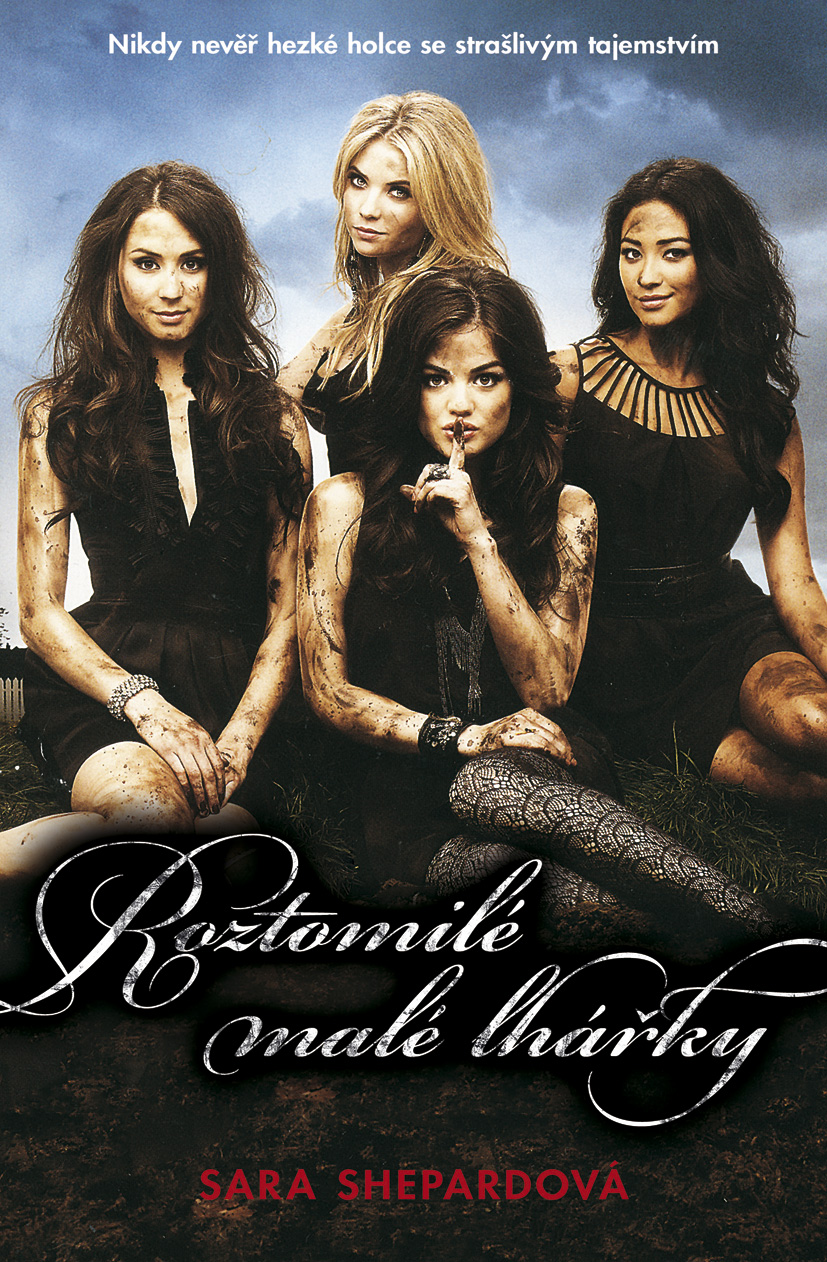 Nikdy nevěř hezké holce se strašlivým tajemstvím
Roztomilé
malé lhářky
SARA SHEPARDOVÁ